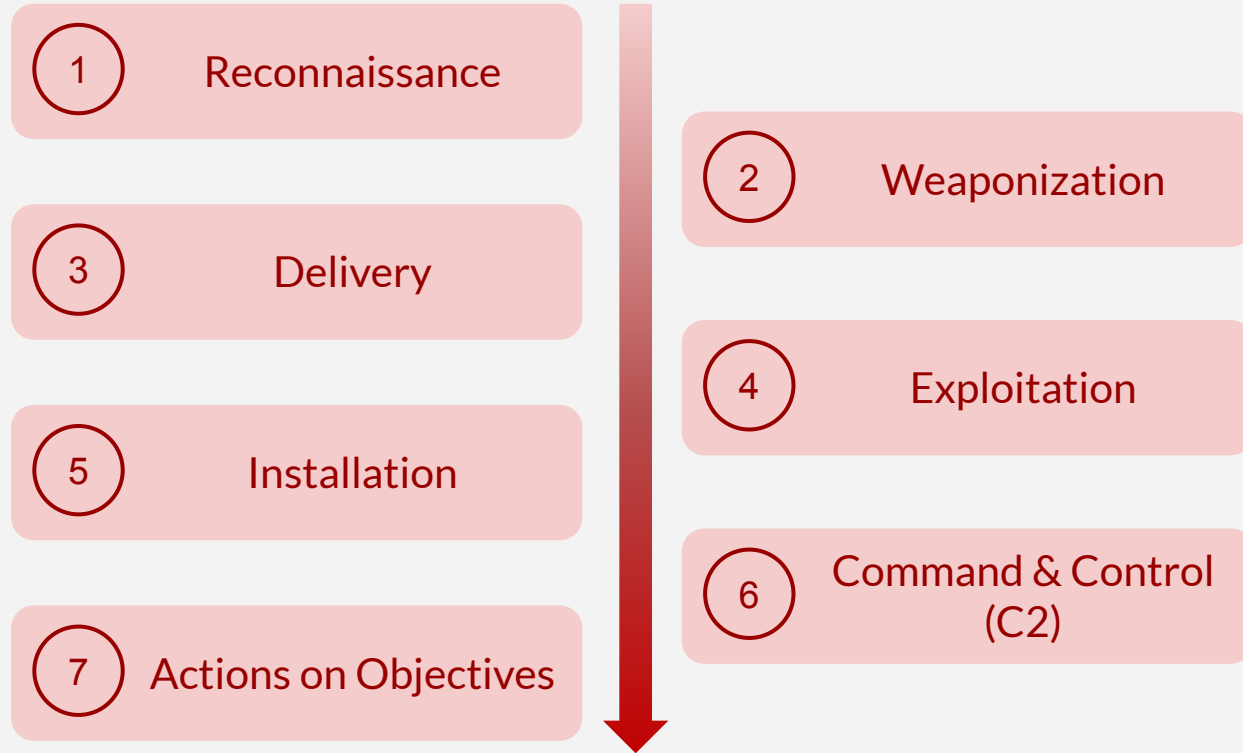 1 Reconnaissance
2 Weaponization
3 Delivery
4 Exploitation
5 Installation
6 Command & Control
(C2)
7 Actions on Objectives